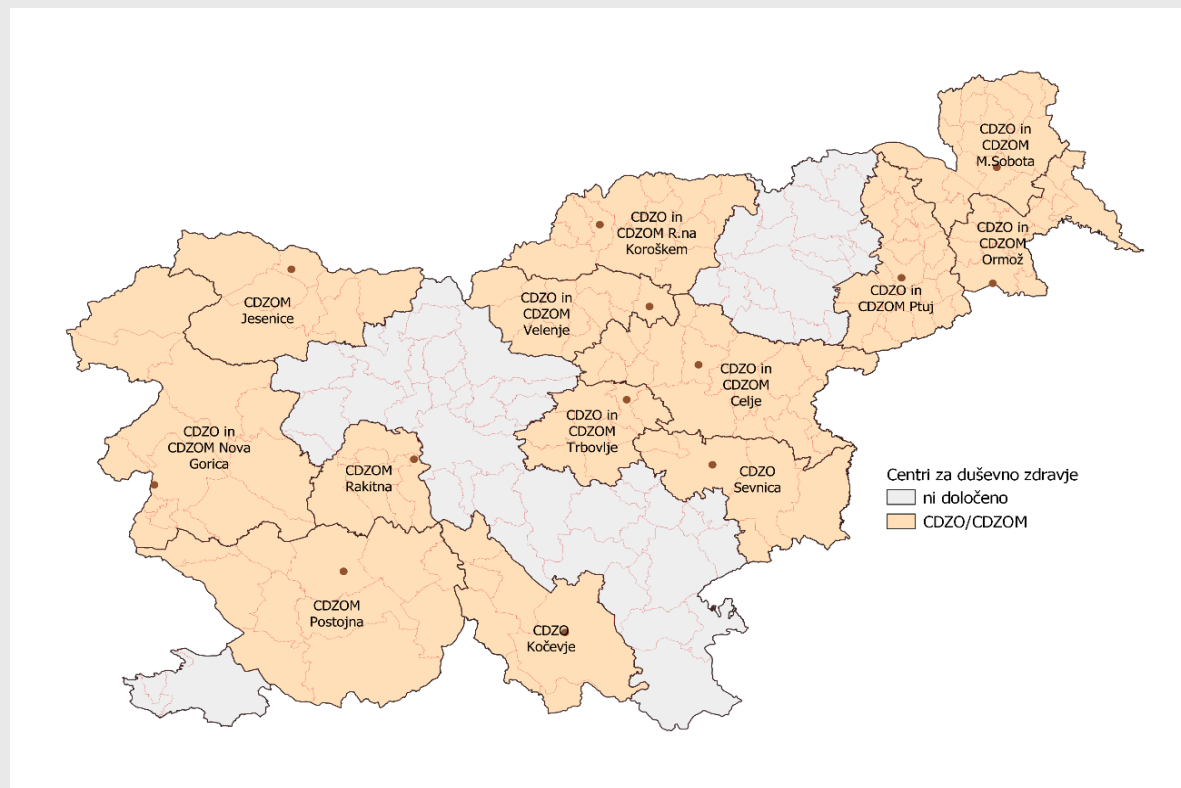 CDZO in
CDZOM
M.Sobota
CDZO in
CDZOM R.na
Koroškem
CDZO in
CDZOM
Ormož
CDZO in
CDZOM Ptuj
CDZOM
Jesenice
CDZO in
CDZOM
Velenje
CDZO in
CDZOM
Celje
CDZO in
CDZOM
Trbovlje
CDZO in
CDZOM Nova
Gorica
CDZOM
Rakitna
CDZO
Sevnica
Centri za duševno zdravje
ni določeno
CDZO/CDZOM
CDZOM
Postojna
CDZO
Kočevje